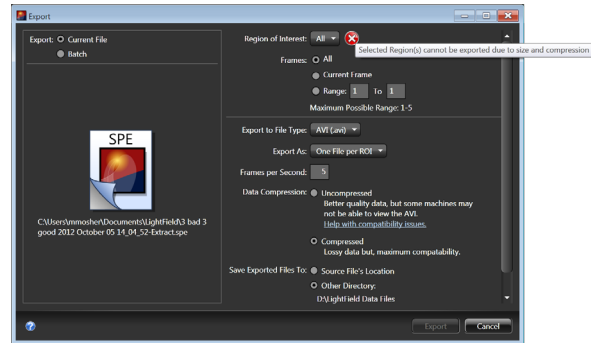 Export
Export: Current File
Batch
SPE
C:\Users\mmosher\Documents\LightField\3 bad 3
good 2012 October 05 14_04_52-Extract.spe
Region of Interest: All
Selected Region(s) cannot be exported due to size and compression
Frames: All
Current Frame
Range: 1 To 1
Maximum Possible Range: 1-5
Export to File Type: AVI (.avi)
Export As: One File per ROI
Frames per Second: 5
Data Compression: Uncompressed
Better quality data, but some machines may
not be able to view the AVI.
Help with compatibility issues.
Compressed
Lossy data but, maximum compatability.
Save Exported Files To: Source File's Location
Other Directory:
D:\LightField Data Files
Export Cancel